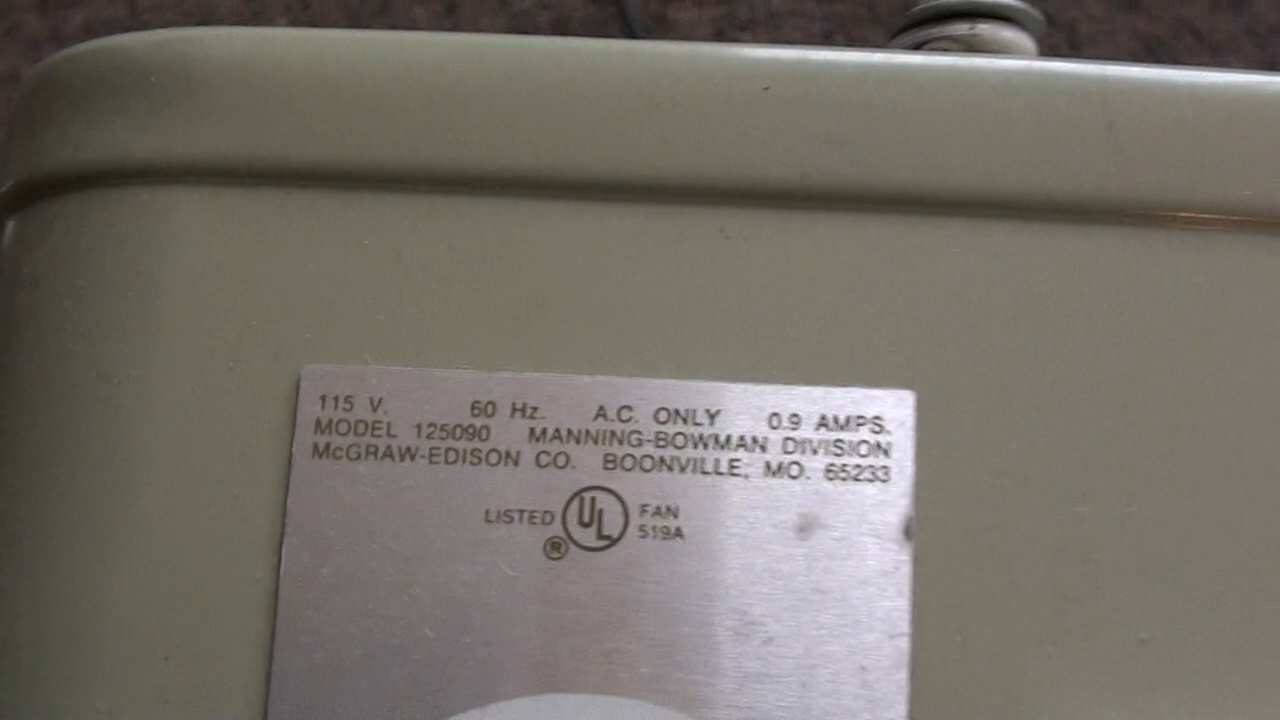 115 V. 60 Hz. A.C. ONLY 0.9 AMPS.
MODEL 125090 MANNING-BOWMAN DIVISION
McGRAW-EDISON CO. BOONVILLE, MO. 65233
LISTED UL FAN
® 519A